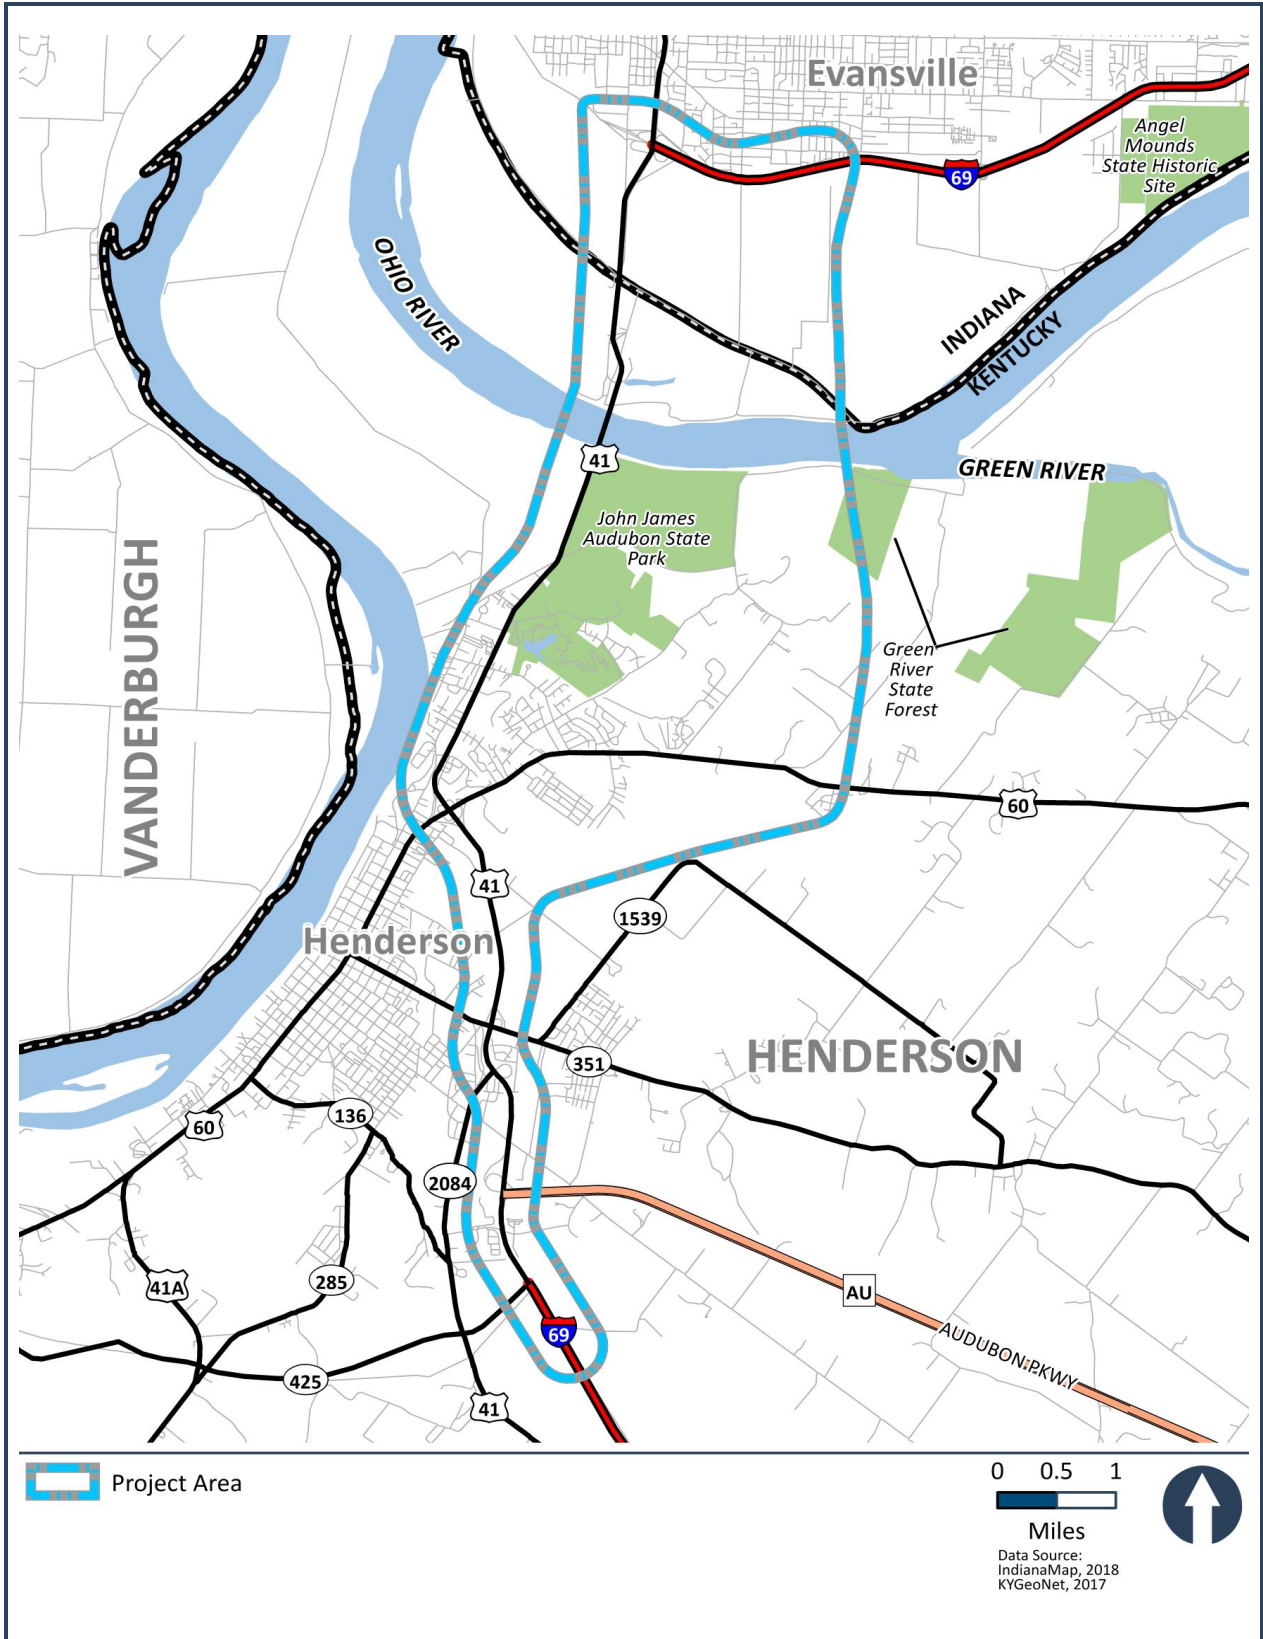 Evansville
Angel
Mounds
State Historic
Site
69
OHIO RIVER
INDIANA
KENTUCKY
41
GREEN RIVER
John James
Audubon State
Park
VANDERBURGH
Green
River
State
Forest
60
41
1539
Henderson
HENDERSON
351
136
60
2084
41A
285
AU
69
AUDUBON PKWY
425
41
Project Area
0 0.5 1
Miles
Data Source:
IndianaMap, 2018
KYGeoNet, 2017